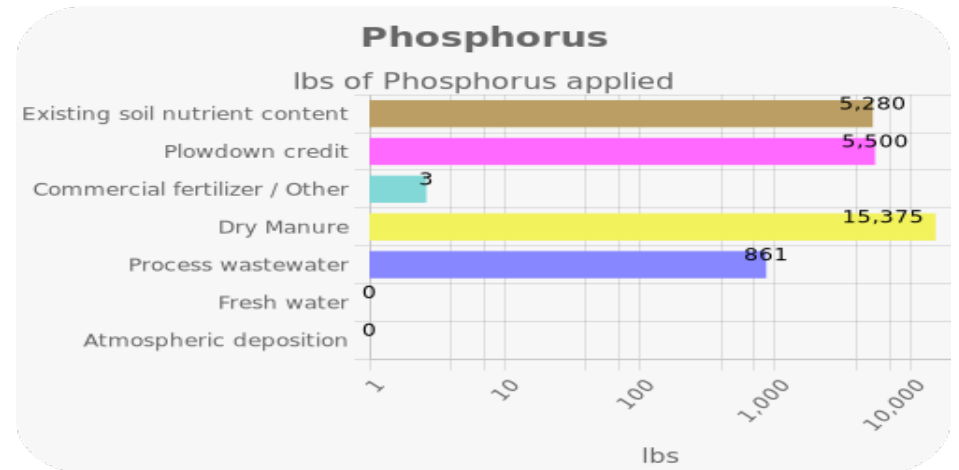 Phosphorus
lbs of Phosphorus applied
Existing soil nutrient content 5,280
Plowdown credit 5,500
Commercial fertilizer / Other 3
Dry Manure 15,375
Process wastewater 861
Fresh water 0
Atmospheric deposition 0
1 10 100 1,000 10,000
lbs